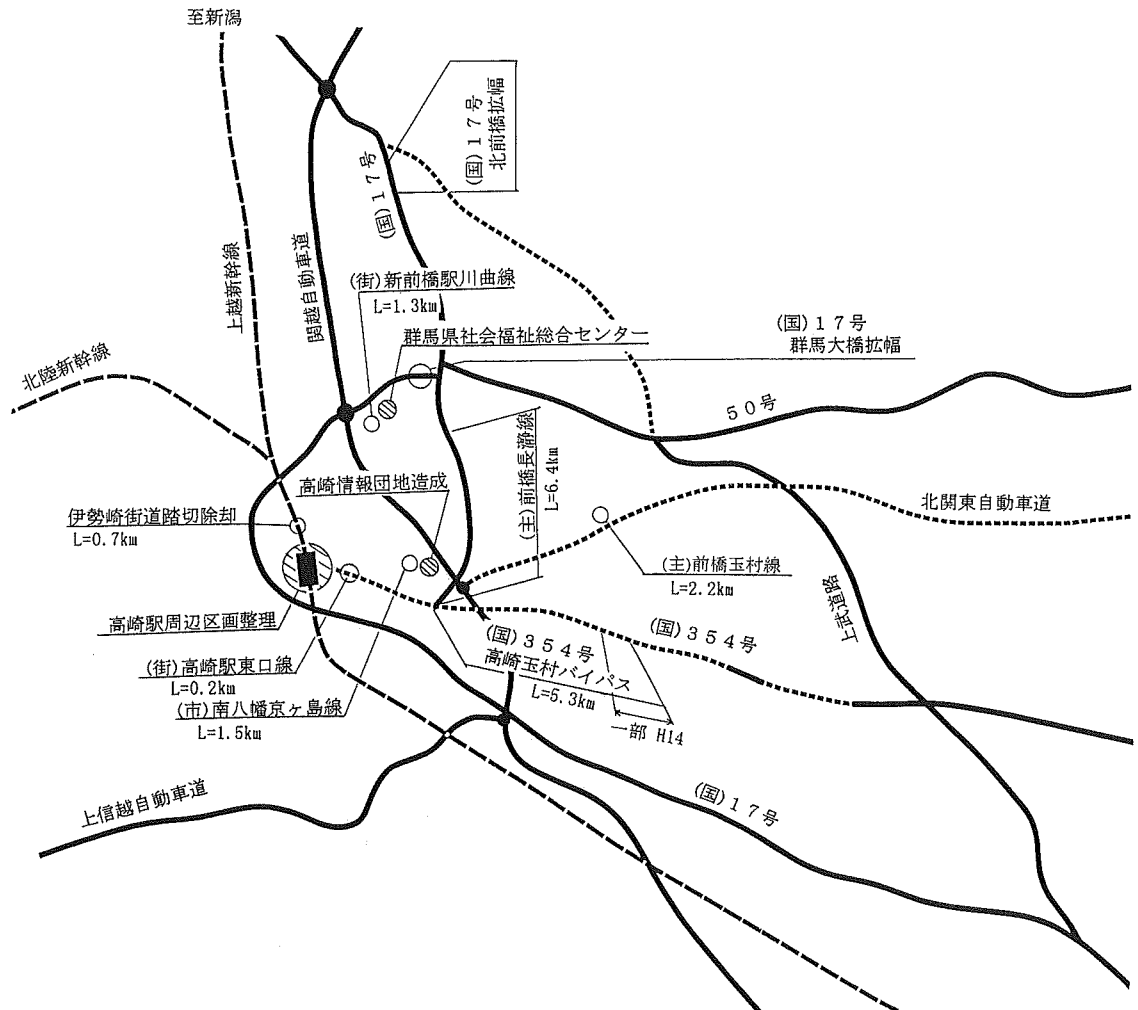 至新潟
(国)17号
北前橋拡幅
(国)17号
上越新幹線
関越自動車道
(街)新前橋駅川曲線
L=1.3km
群馬県社会福祉総合センター
(国)17号
群馬大橋拡幅
北陸新幹線
50号
(主)前橋長瀞線
L=6.4km
高崎情報団地造成
北関東自動車道
伊勢崎街道踏切除却
L=0.7km
(主)前橋玉村線
L=2.2km
上武道路
高崎駅周辺区画整理
(国)354号
高崎玉村バイパス
L=5.3km
(国)354号
(街)高崎駅東口線
L=0.2km
(市)南八幡京ヶ島線
L=1.5km
一部 H14
(国)17号
上信越自動車道